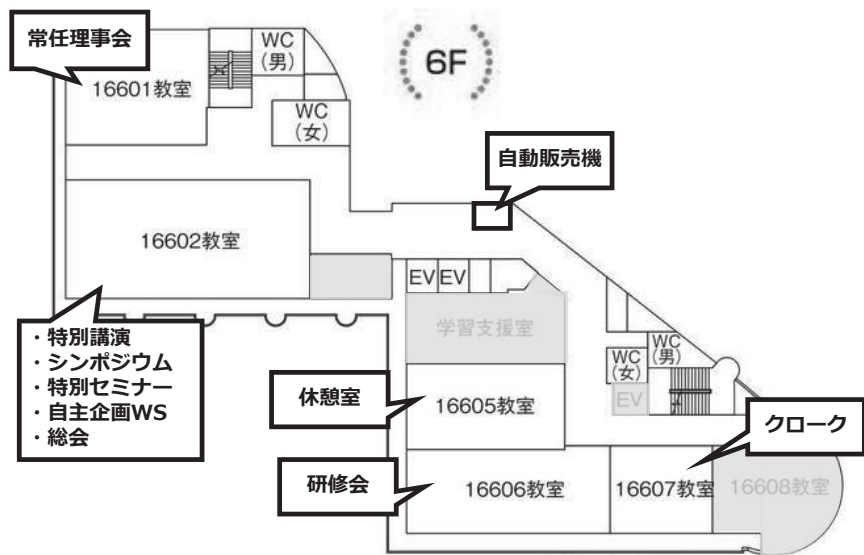 常任理事会
6F
WC
(男)
16601教室
WC
(女)
自動販売機
16602教室
EV
EV
・特別講演
・シンポジウム
・特別セミナー
・自主企画WS
・総会
学習支援室
WC
(男)
WC
(女)
EV
休憩室
16605教室
クローク
研修会
16606教室
16607教室
16608教室